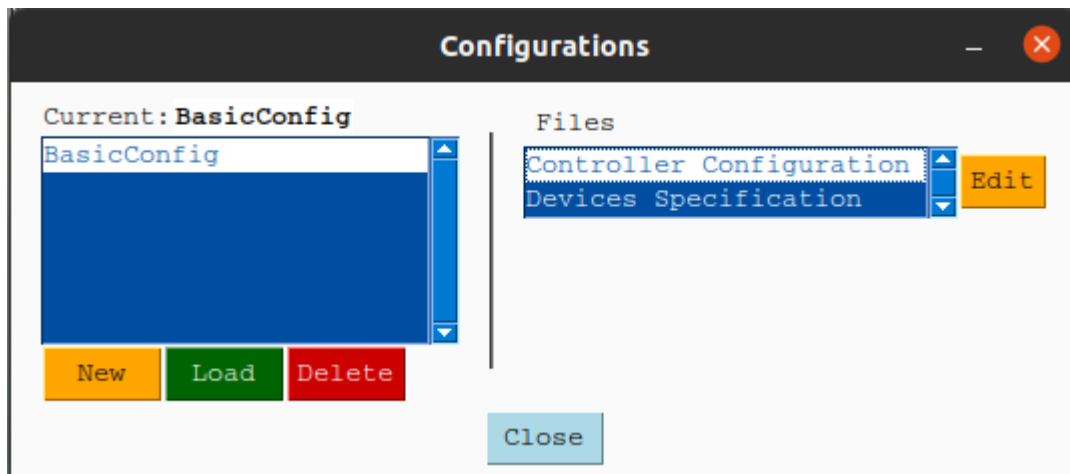 Configurations
Current: BasicConfig
BasicConfig
New Load Delete
Files
Controller Configuration
Devices Specification
Edit
Close